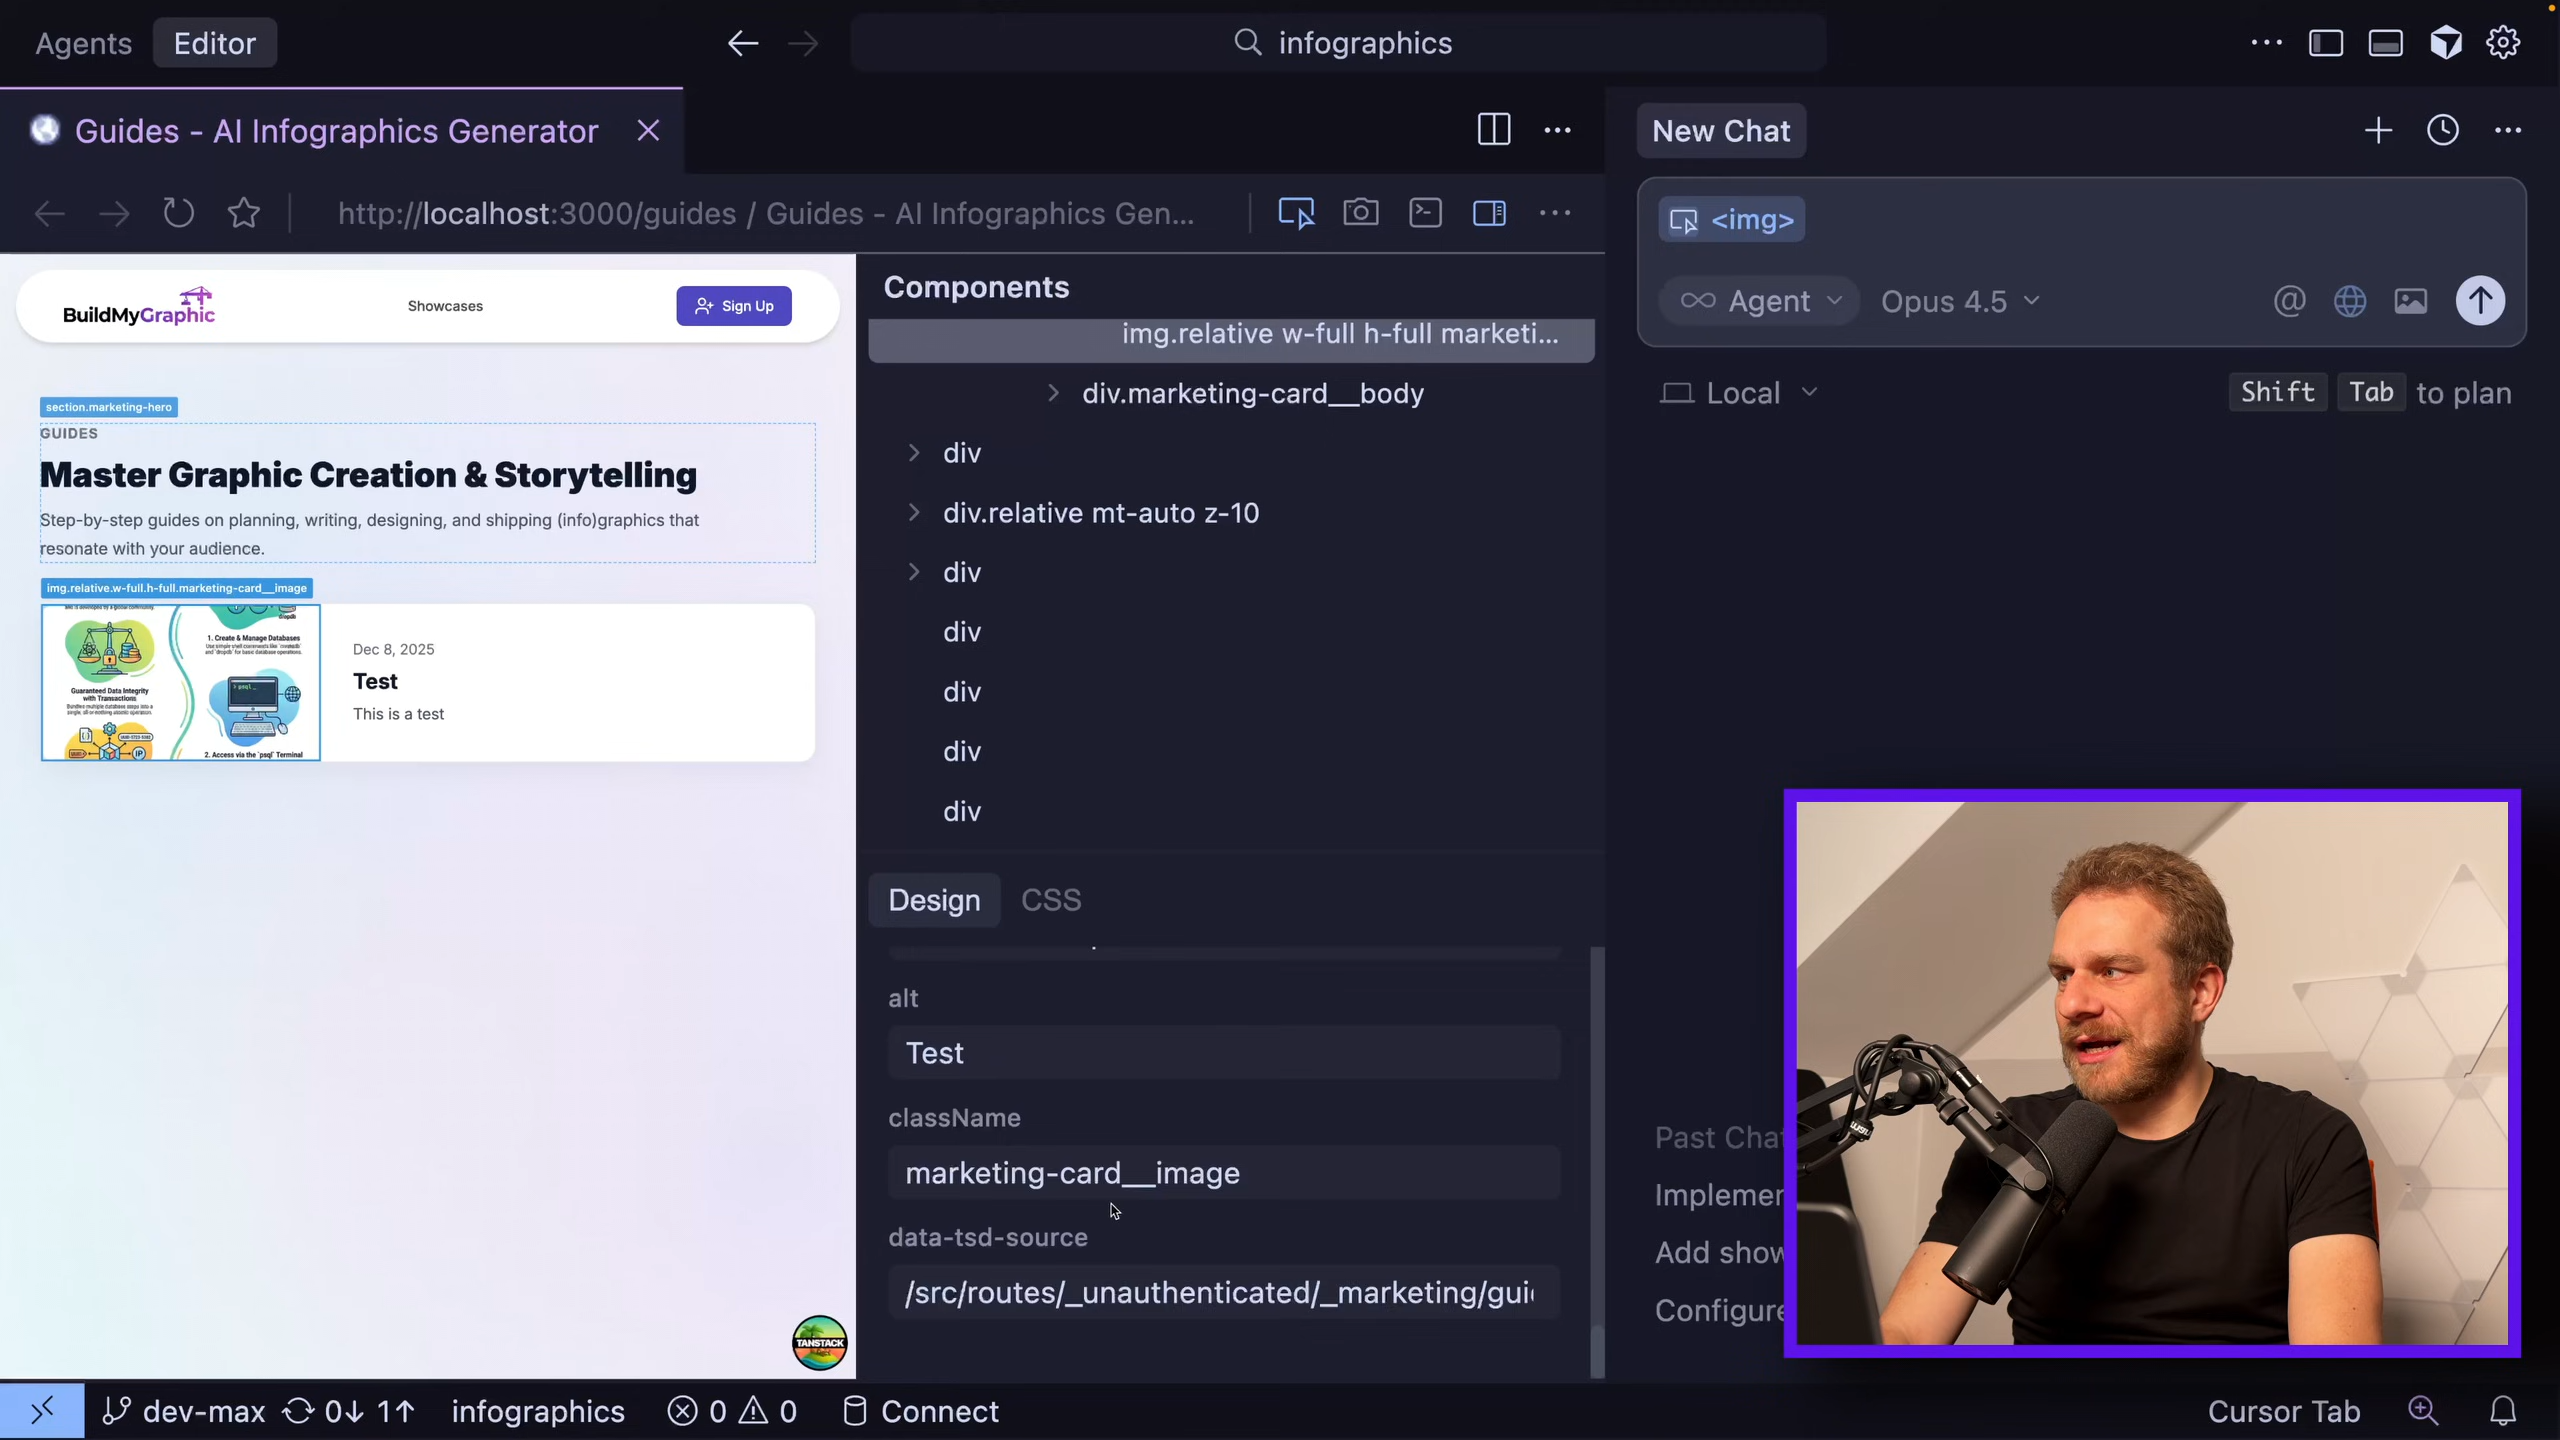 Agents Editor
infographics
Guides - AI Infographics Generator
New Chat
http://localhost:3000/guides / Guides - AI Infographics Gen...
<img>
Agent Opus 4.5
Local
Shift Tab to plan
BuildMyGraphic
Showcases
Sign Up
section.marketing-hero
GUIDES
Master Graphic Creation & Storytelling
Step-by-step guides on planning, writing, designing, and shipping (info)graphics that
resonate with your audience.
img.relative.w-full.h-full.marketing-card__image
Guaranteed Data Integrity
with Transactions
1. Create & Manage Databases
2. Access via the `psql` Terminal
Dec 8, 2025
Test
This is a test
TANSTACK
Components
img.relative w-full h-full marketi...
div.marketing-card__body
div
div.relative mt-auto z-10
div
div
div
div
div
Design CSS
alt
Test
className
marketing-card__image
data-tsd-source
/src/routes/_unauthenticated/_marketing/gui
Past Cha
Implemen
Add show
Configure
dev-max 0↓ 1↑ infographics 0 0 Connect
Cursor Tab